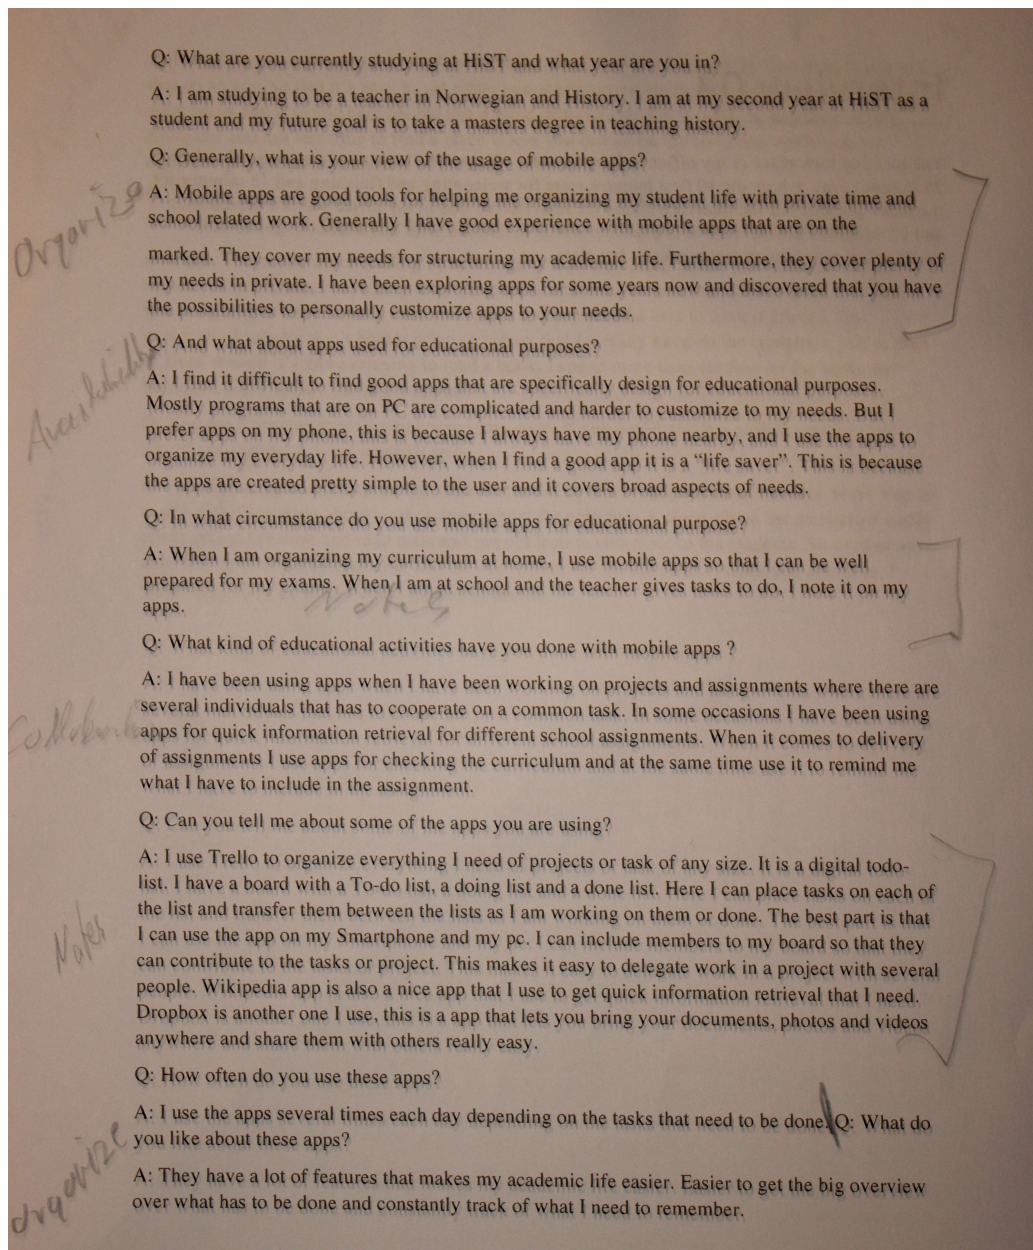 Q: What are you currently studying at HiST and what year are you in?
A: I am studying to be a teacher in Norwegian and History. I am at my second year at HiST as a
student and my future goal is to take a masters degree in teaching history.
Q: Generally, what is your view of the usage of mobile apps?
Organize
A: Mobile apps are good tools for helping me organizing my student life with private time and
school related work. Generally I have good experience with mobile apps that are on the
marked. They cover my needs for structuring my academic life. Furthermore, they cover plenty of
my needs in private. I have been exploring apps for some years now and discovered that you have
the possibilities to personally customize apps to your needs.
Q: And what about apps used for educational purposes?
A: I find it difficult to find good apps that are specifically design for educational purposes.
Mostly programs that are on PC are complicated and harder to customize to my needs. But I
prefer apps on my phone, this is because I always have my phone nearby, and I use the apps to
organize my everyday life. However, when I find a good app it is a “life saver”. This is because
the apps are created pretty simple to the user and it covers broad aspects of needs.
Q: In what circumstance do you use mobile apps for educational purpose?
A: When I am organizing my curriculum at home, I use mobile apps so that I can be well
prepared for my exams. When I am at school and the teacher gives tasks to do, I note it on my
apps.
Notes
Q: What kind of educational activities have you done with mobile apps ?
A: I have been using apps when I have been working on projects and assignments where there are
several individuals that has to cooperate on a common task. In some occasions I have been using
apps for quick information retrieval for different school assignments. When it comes to delivery
of assignments I use apps for checking the curriculum and at the same time use it to remind me
what I have to include in the assignment.
Q: Can you tell me about some of the apps you are using?
A: I use Trello to organize everything I need of projects or task of any size. It is a digital todo-
list. I have a board with a To-do list, a doing list and a done list. Here I can place tasks on each of
the list and transfer them between the lists as I am working on them or done. The best part is that
Notes
I can use the app on my Smartphone and my pc. I can include members to my board so that they
can contribute to the tasks or project. This makes it easy to delegate work in a project with several
people. Wikipedia app is also a nice app that I use to get quick information retrieval that I need.
Dropbox is another one I use, this is a app that lets you bring your documents, photos and videos
anywhere and share them with others really easy.
Q: How often do you use these apps?
A: I use the apps several times each day depending on the tasks that need to be done. Q: What do
you like about these apps?
organize
A: They have a lot of features that makes my academic life easier. Easier to get the big overview
over what has to be done and constantly track of what I need to remember.